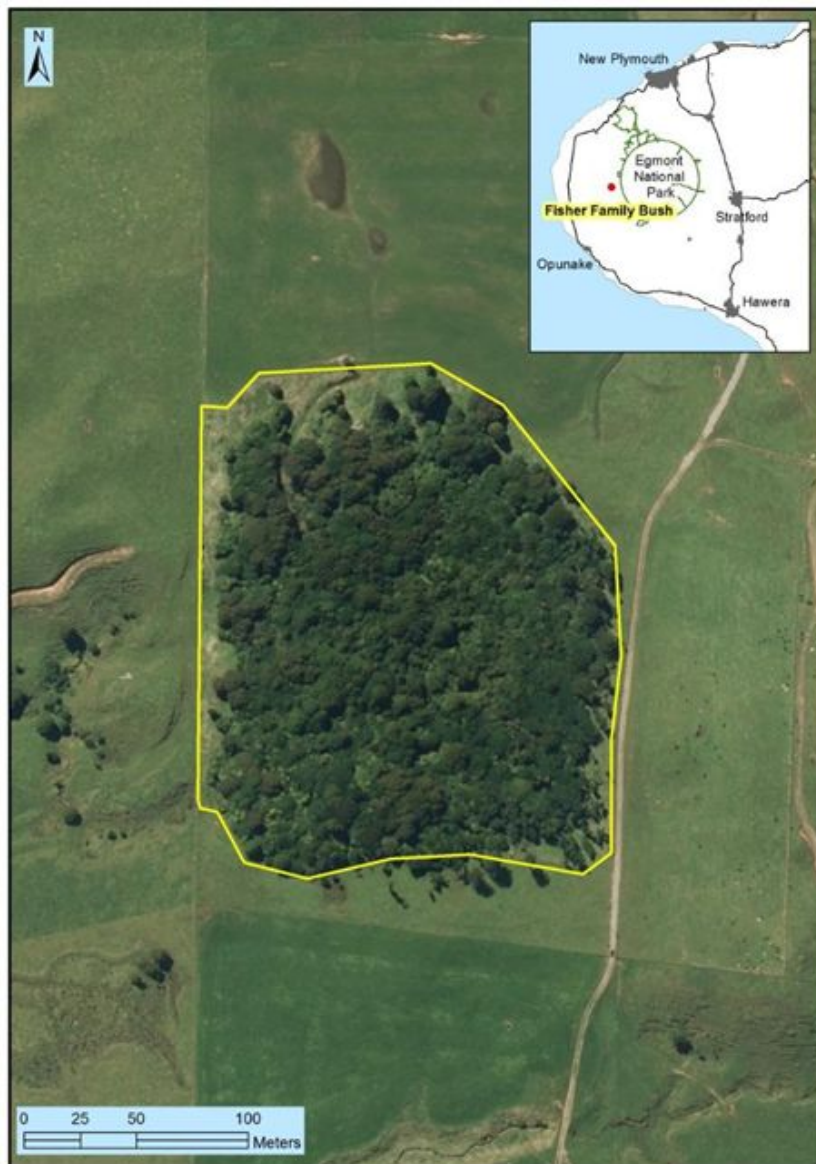 N
New Plymouth
Egmont
National
Park
Fisher Family Bush
Stratford
Opunake
Hawera
0 25 50 100
Meters